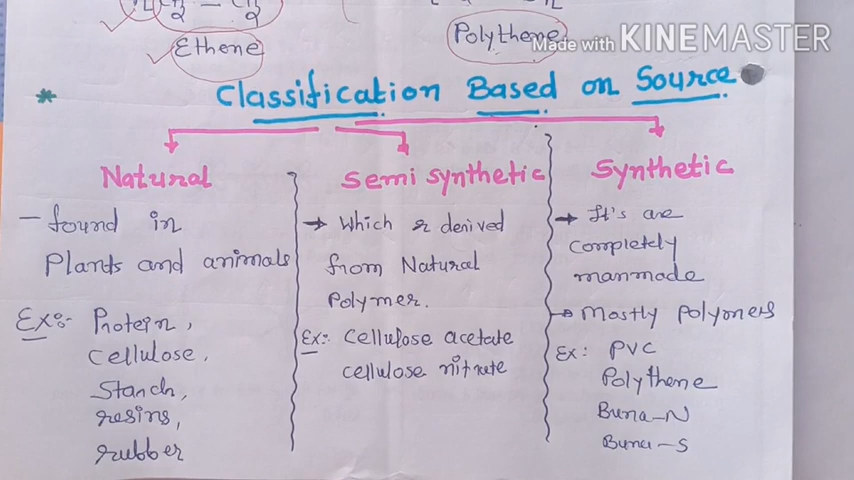 Ethene
Polythene
Made with KINEMASTER
* Classification Based on Source
Natural
- found in
Plants and animals
Ex:- Protein,
Cellulose,
Starch,
resins,
rubber
Semi synthetic
→ Which r derived
from Natural
Polymer.
Ex:- Cellulose acetate
cellulose nitrate
Synthetic
→ It's are
completely
manmade
→ Mostly Polymers
Ex: PVC
Polythene
Buna-N
Buna-S